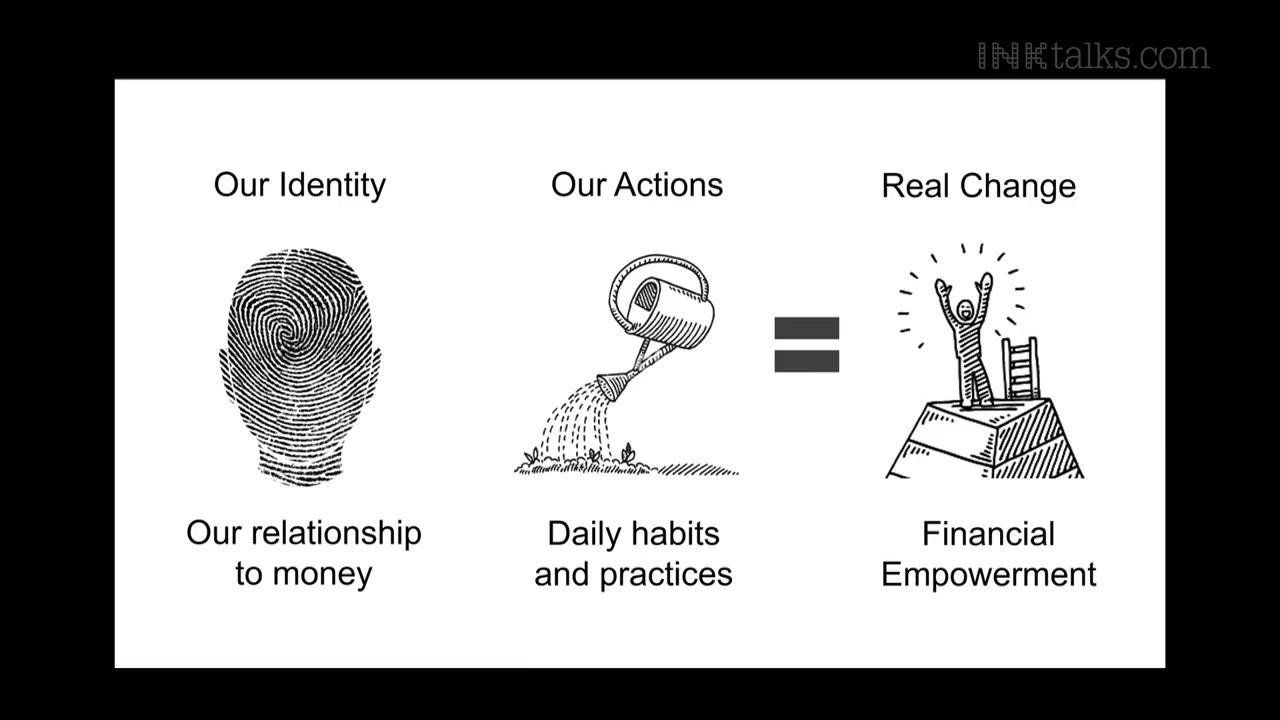 INKtalks.com
Our Identity
Our Actions
Real Change
Our relationship
to money
Daily habits
and practices
Financial
Empowerment